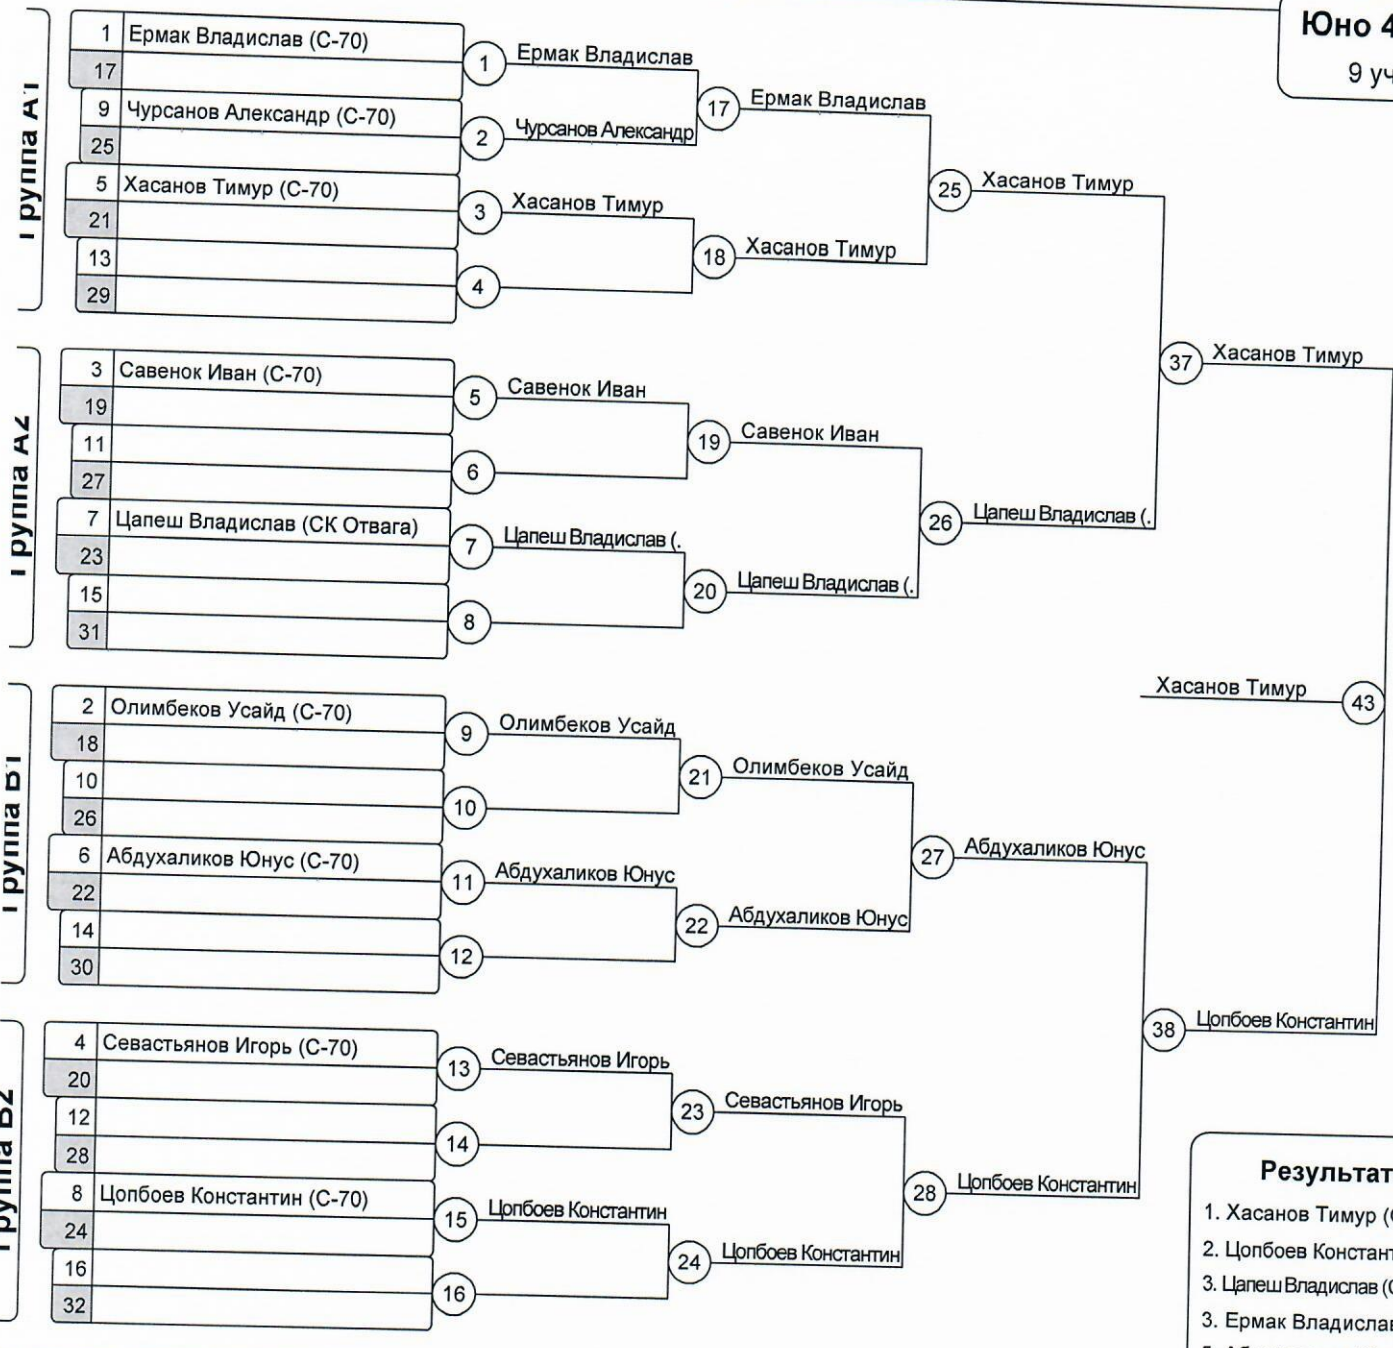 Юно 4
9 уч
Группа A1
1 Ермак Владислав (С-70)
17
9 Чурсанов Александр (С-70)
25
5 Хасанов Тимур (С-70)
21
13
29
1 Ермак Владислав
2 Чурсанов Александр
3 Хасанов Тимур
4
17 Ермак Владислав
18 Хасанов Тимур
25 Хасанов Тимур
Группа A2
3 Савенок Иван (С-70)
19
11
27
7 Цапеш Владислав (СК Отвага)
23
15
31
5 Савенок Иван
6
7 Цапеш Владислав (.
8
19 Савенок Иван
20 Цапеш Владислав (.
26 Цапеш Владислав (.
37 Хасанов Тимур
Хасанов Тимур 43
Группа B1
2 Олимбеков Усайд (С-70)
18
10
26
6 Абдухаликов Юнус (С-70)
22
14
30
9 Олимбеков Усайд
10
11 Абдухаликов Юнус
12
21 Олимбеков Усайд
22 Абдухаликов Юнус
27 Абдухаликов Юнус
Группа B2
4 Севастьянов Игорь (С-70)
20
12
28
8 Цопбоев Константин (С-70)
24
16
32
13 Севастьянов Игорь
14
15 Цопбоев Константин
16
23 Севастьянов Игорь
24 Цопбоев Константин
28 Цопбоев Константин
38 Цопбоев Константин
Результат
1. Хасанов Тимур (С
2. Цопбоев Констант
3. Цапеш Владислав (С
3. Ермак Владислав